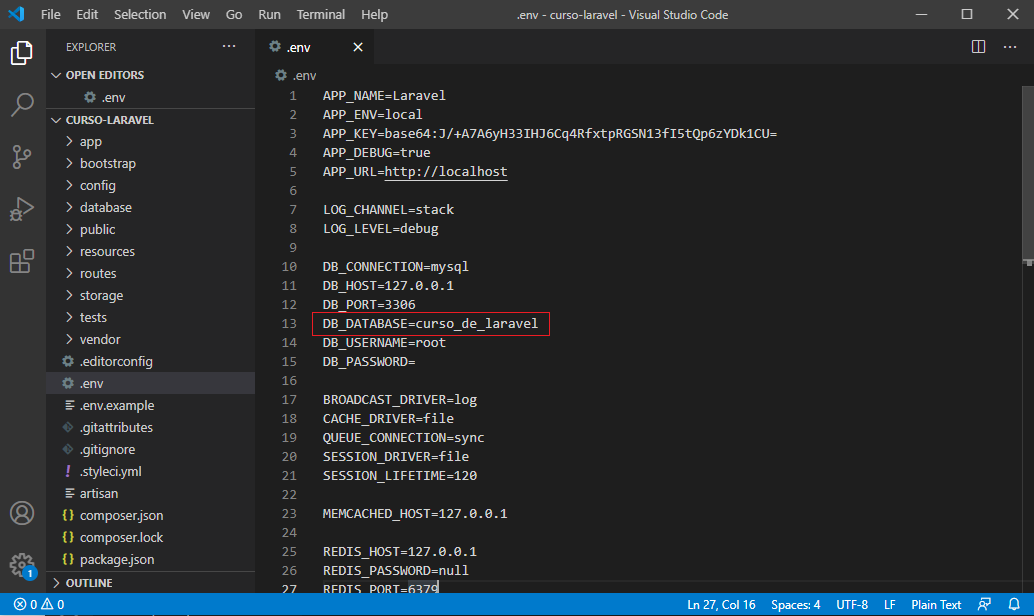 File Edit Selection View Go Run Terminal Help .env - curso-laravel - Visual Studio Code
EXPLORER
OPEN EDITORS
.env
CURSO-LARAVEL
app
bootstrap
config
database
public
resources
routes
storage
tests
vendor
.editorconfig
.env
.env.example
.gitattributes
.gitignore
.styleci.yml
artisan
composer.json
composer.lock
package.json
OUTLINE
1
.env
.env
1 APP_NAME=Laravel
2 APP_ENV=local
3 APP_KEY=base64:J/+A7A6yH33IHJ6Cq4RfxtpRGSN13fI5tQp6zYDk1CU=
4 APP_DEBUG=true
5 APP_URL=http://localhost
6
7 LOG_CHANNEL=stack
8 LOG_LEVEL=debug
9
10 DB_CONNECTION=mysql
11 DB_HOST=127.0.0.1
12 DB_PORT=3306
13 DB_DATABASE=curso_de_laravel
14 DB_USERNAME=root
15 DB_PASSWORD=
16
17 BROADCAST_DRIVER=log
18 CACHE_DRIVER=file
19 QUEUE_CONNECTION=sync
20 SESSION_DRIVER=file
21 SESSION_LIFETIME=120
22
23 MEMCACHED_HOST=127.0.0.1
24
25 REDIS_HOST=127.0.0.1
26 REDIS_PASSWORD=null
27 REDIS_PORT=6379
0 0 Ln 27, Col 16 Spaces: 4 UTF-8 LF Plain Text